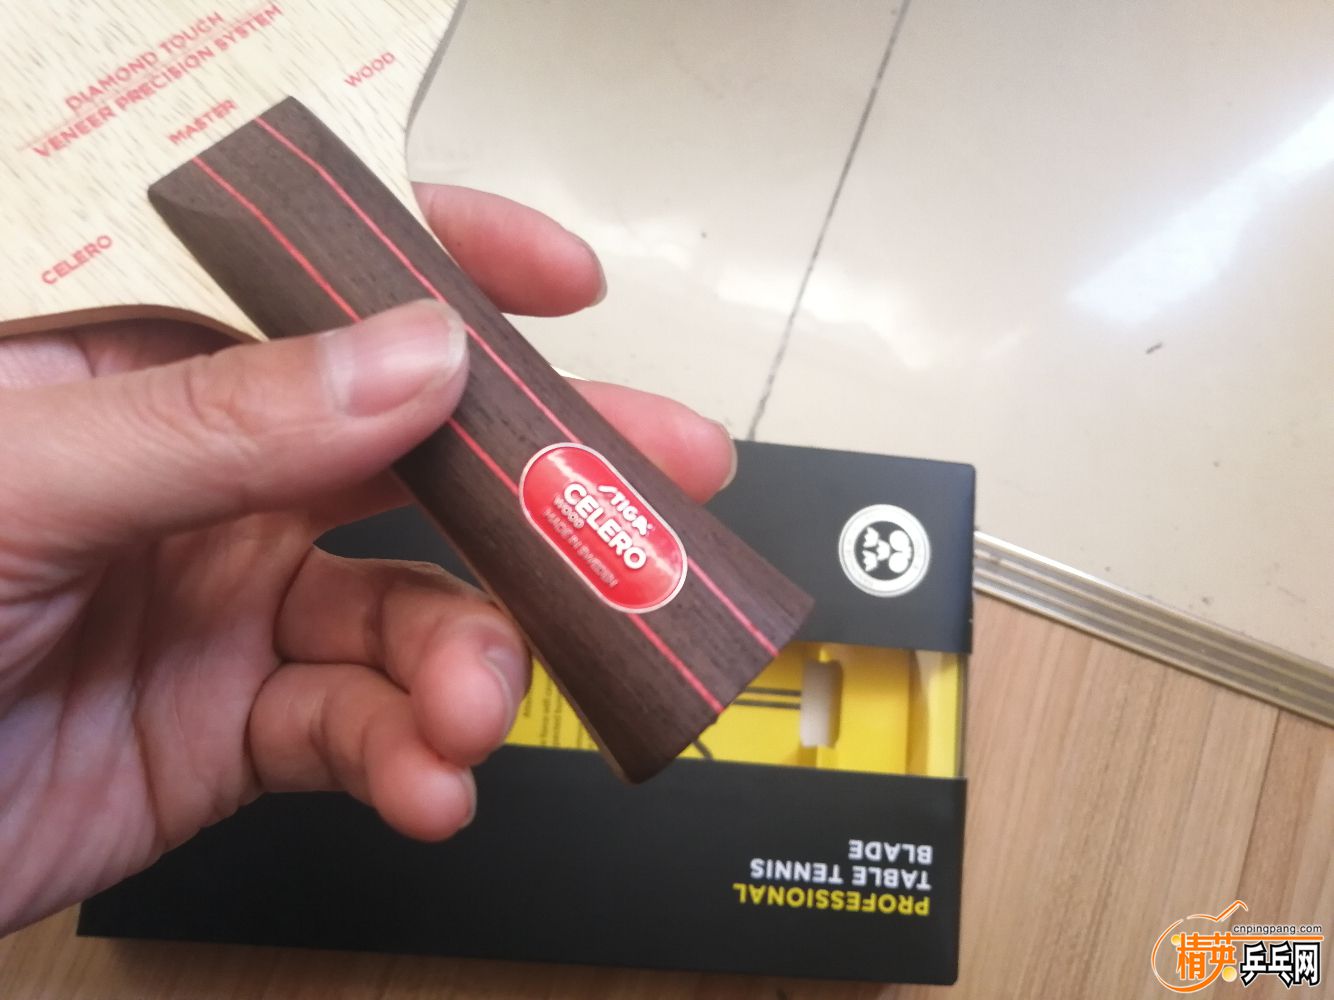 DIAMOND TOUCH
VENEER PRECISION SYSTEM
MASTER
WOOD
CELERO
STIGA
CELERO
WOOD
MADE IN SWEDEN
PROFESSIONAL
TABLE TENNIS
BLADE
cnpingpang.com
精英乒乓网